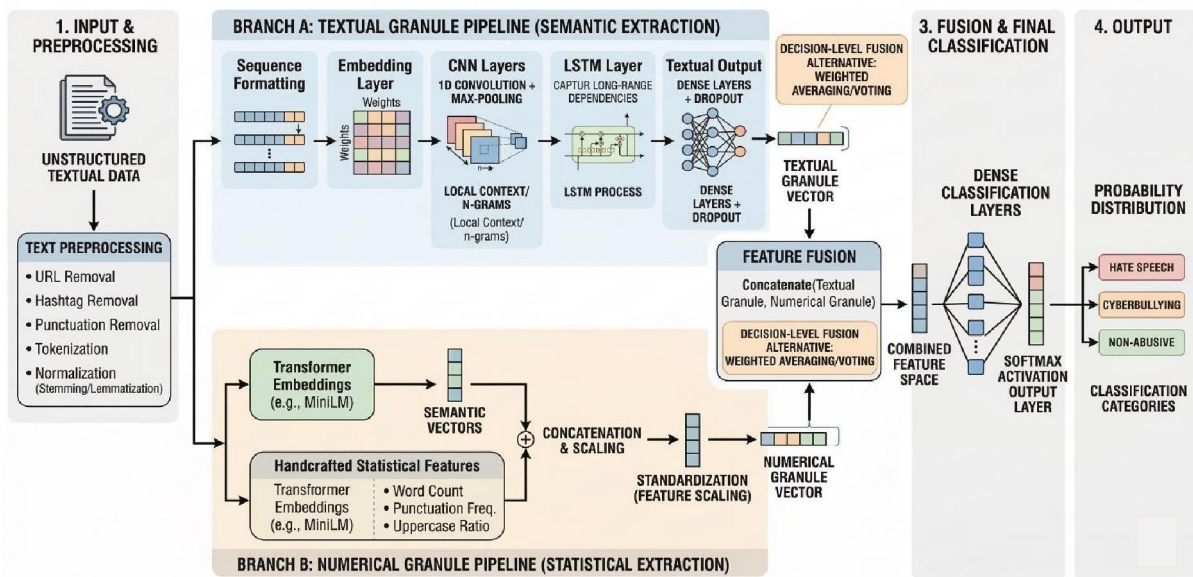 1. INPUT &
PREPROCESSING
UNSTRUCTURED
TEXTUAL DATA
TEXT PREPROCESSING
• URL Removal
• Hashtag Removal
• Punctuation Removal
• Tokenization
• Normalization
(Stemming/Lemmatization)
BRANCH A: TEXTUAL GRANULE PIPELINE (SEMANTIC EXTRACTION)
Sequence
Formatting
Embedding
Layer
Weights
Weights
CNN Layers
1D CONVOLUTION +
MAX-POOLING
n
LOCAL CONTEXT/
N-GRAMS
(Local Context/
n-grams)
LSTM Layer
CAPTUR LONG-RANGE
DEPENDENCIES
LSTM PROCESS
Textual Output
DENSE LAYERS
+ DROPOUT
DENSE
LAYERS +
DROPOUT
DECISION-LEVEL FUSION
ALTERNATIVE:
WEIGHTED
AVERAGING/VOTING
TEXTUAL
GRANULE
VECTOR
FEATURE FUSION
Concatenate(Textual
Granule, Numerical Granule)
DECISION-LEVEL FUSION
ALTERNATIVE:
WEIGHTED AVERAGING/VOTING
Transformer
Embeddings
(e.g., MiniLM)
SEMANTIC
VECTORS
Handcrafted Statistical Features
Transformer
Embeddings
(e.g., MiniLM)
• Word Count
• Punctuation Freq.
• Uppercase Ratio
CONCATENATION
& SCALING
STANDARDIZATION
(FEATURE SCALING)
NUMERICAL
GRANULE
VECTOR
BRANCH B: NUMERICAL GRANULE PIPELINE (STATISTICAL EXTRACTION)
3. FUSION & FINAL
CLASSIFICATION
DENSE
CLASSIFICATION
LAYERS
COMBINED
FEATURE
SPACE
SOFTMAX
ACTIVATION
OUTPUT
LAYER
4. OUTPUT
PROBABILITY
DISTRIBUTION
HATE SPEECH
CYBERBULLYING
NON-ABUSIVE
CLASSIFICATION
CATEGORIES